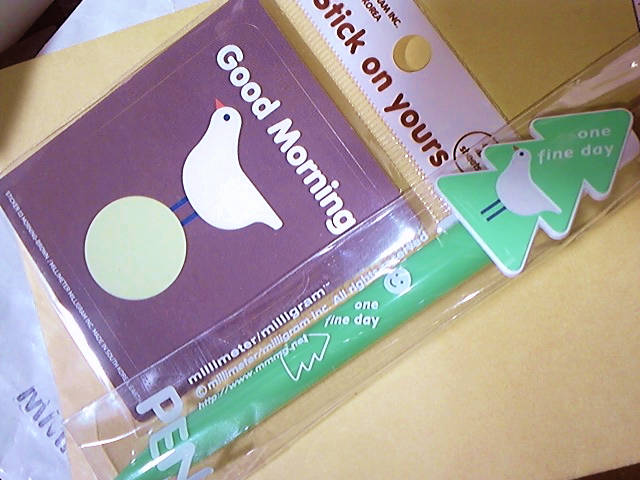 Stick on yours
Good Morning
one
fine day
millimeter/milligram™
© millimeter/milligram Inc. All rights reserved
http://www.mmmg.net
one
fine day
PEN